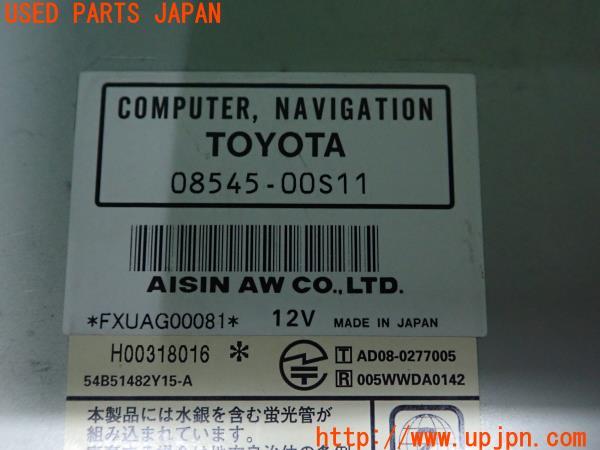 USED PARTS JAPAN
COMPUTER, NAVIGATION
TOYOTA
08545-00S11
AISIN AW CO.,LTD.
*FXUAG00081* 12V MADE IN JAPAN
H00318016 *
54B51482Y15-A
T AD08-0277005
R 005WWDA0142
本製品には水銀を含む蛍光管が
組み込まれています。
http://www.upjpn.com/